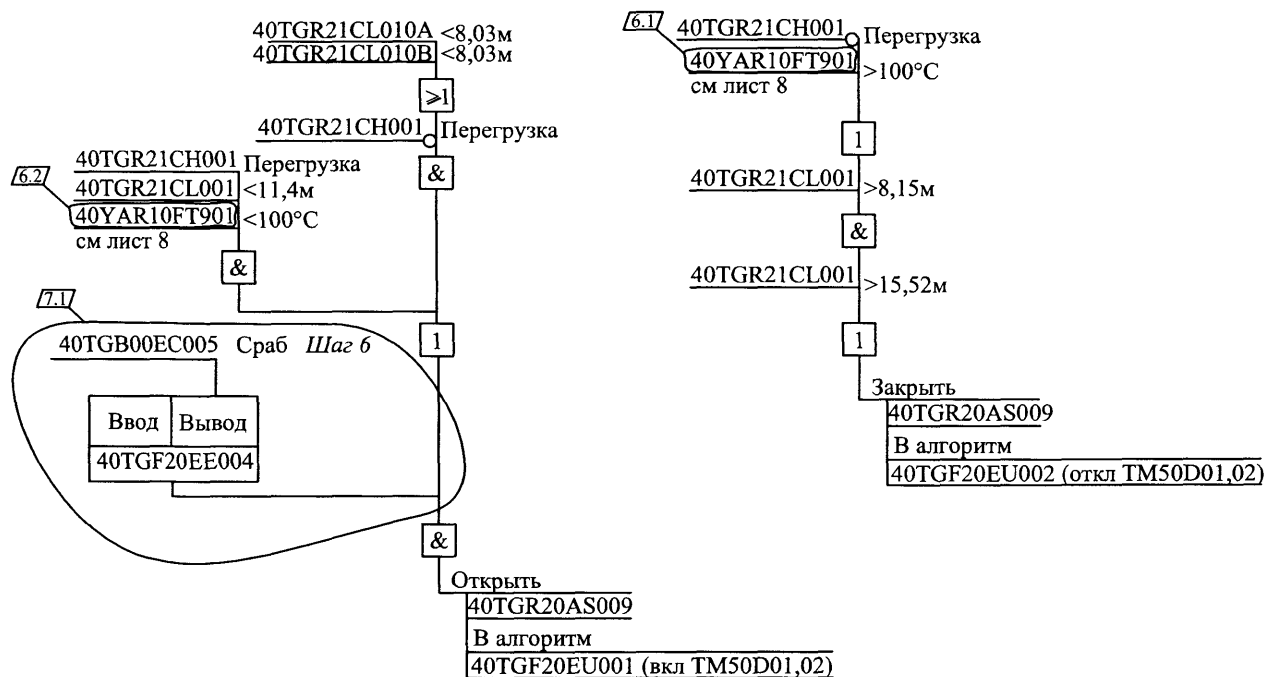 40TGR21CL010A <8,03м
40TGR21CL010B <8,03м
⩾1
40TGR21CH001 Перегрузка
40TGR21CH001 Перегрузка
6.2
40TGR21CL001 <11,4м
40YAR10FT901 <100°С
см лист 8
&
&
7.1
1
40TGB00EC005 Сраб Шаг 6
Ввод Вывод
40TGF20EE004
&
Открыть
40TGR20AS009
В алгоритм
40TGF20EU001 (вкл TM50D01,02)
6.1
40TGR21CH001 Перегрузка
40YAR10FT901 >100°С
см лист 8
1
40TGR21CL001 >8,15м
&
40TGR21CL001 >15,52м
1
Закрыть
40TGR20AS009
В алгоритм
40TGF20EU002 (откл TM50D01,02)